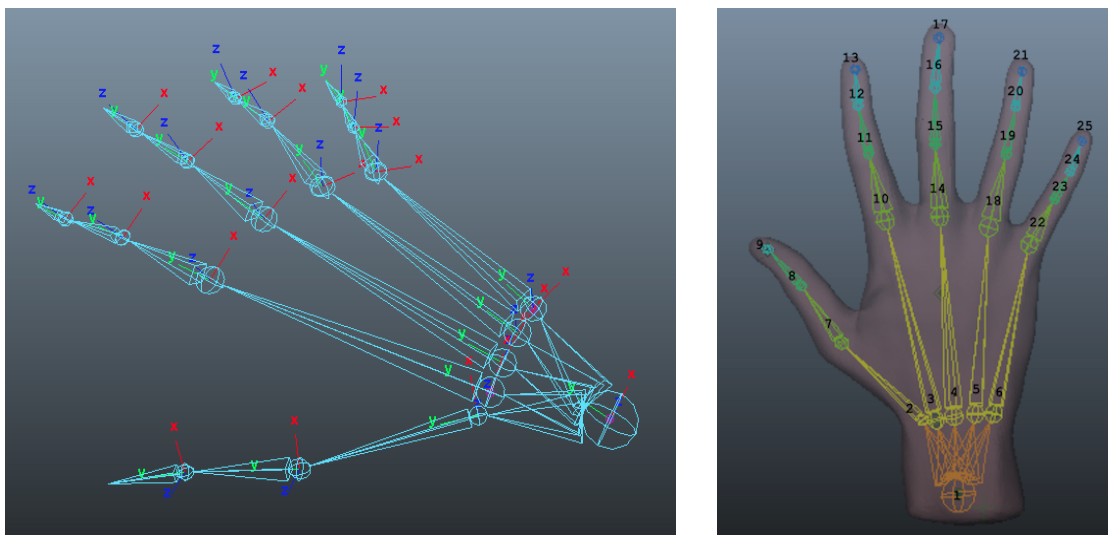 z z
y x z y
z x y x
y z x z
y x
z x y
y z z
y z x x
x
z x z x
z y x
y z y
x
z y
z
y x x
y z
x
y
x
y x
x z
y
x x
y y
z z
17
13 21
16
12 20
25
11 15 19
24
23
10 14 18
22
9
8
7
2 3 4 5 6
1